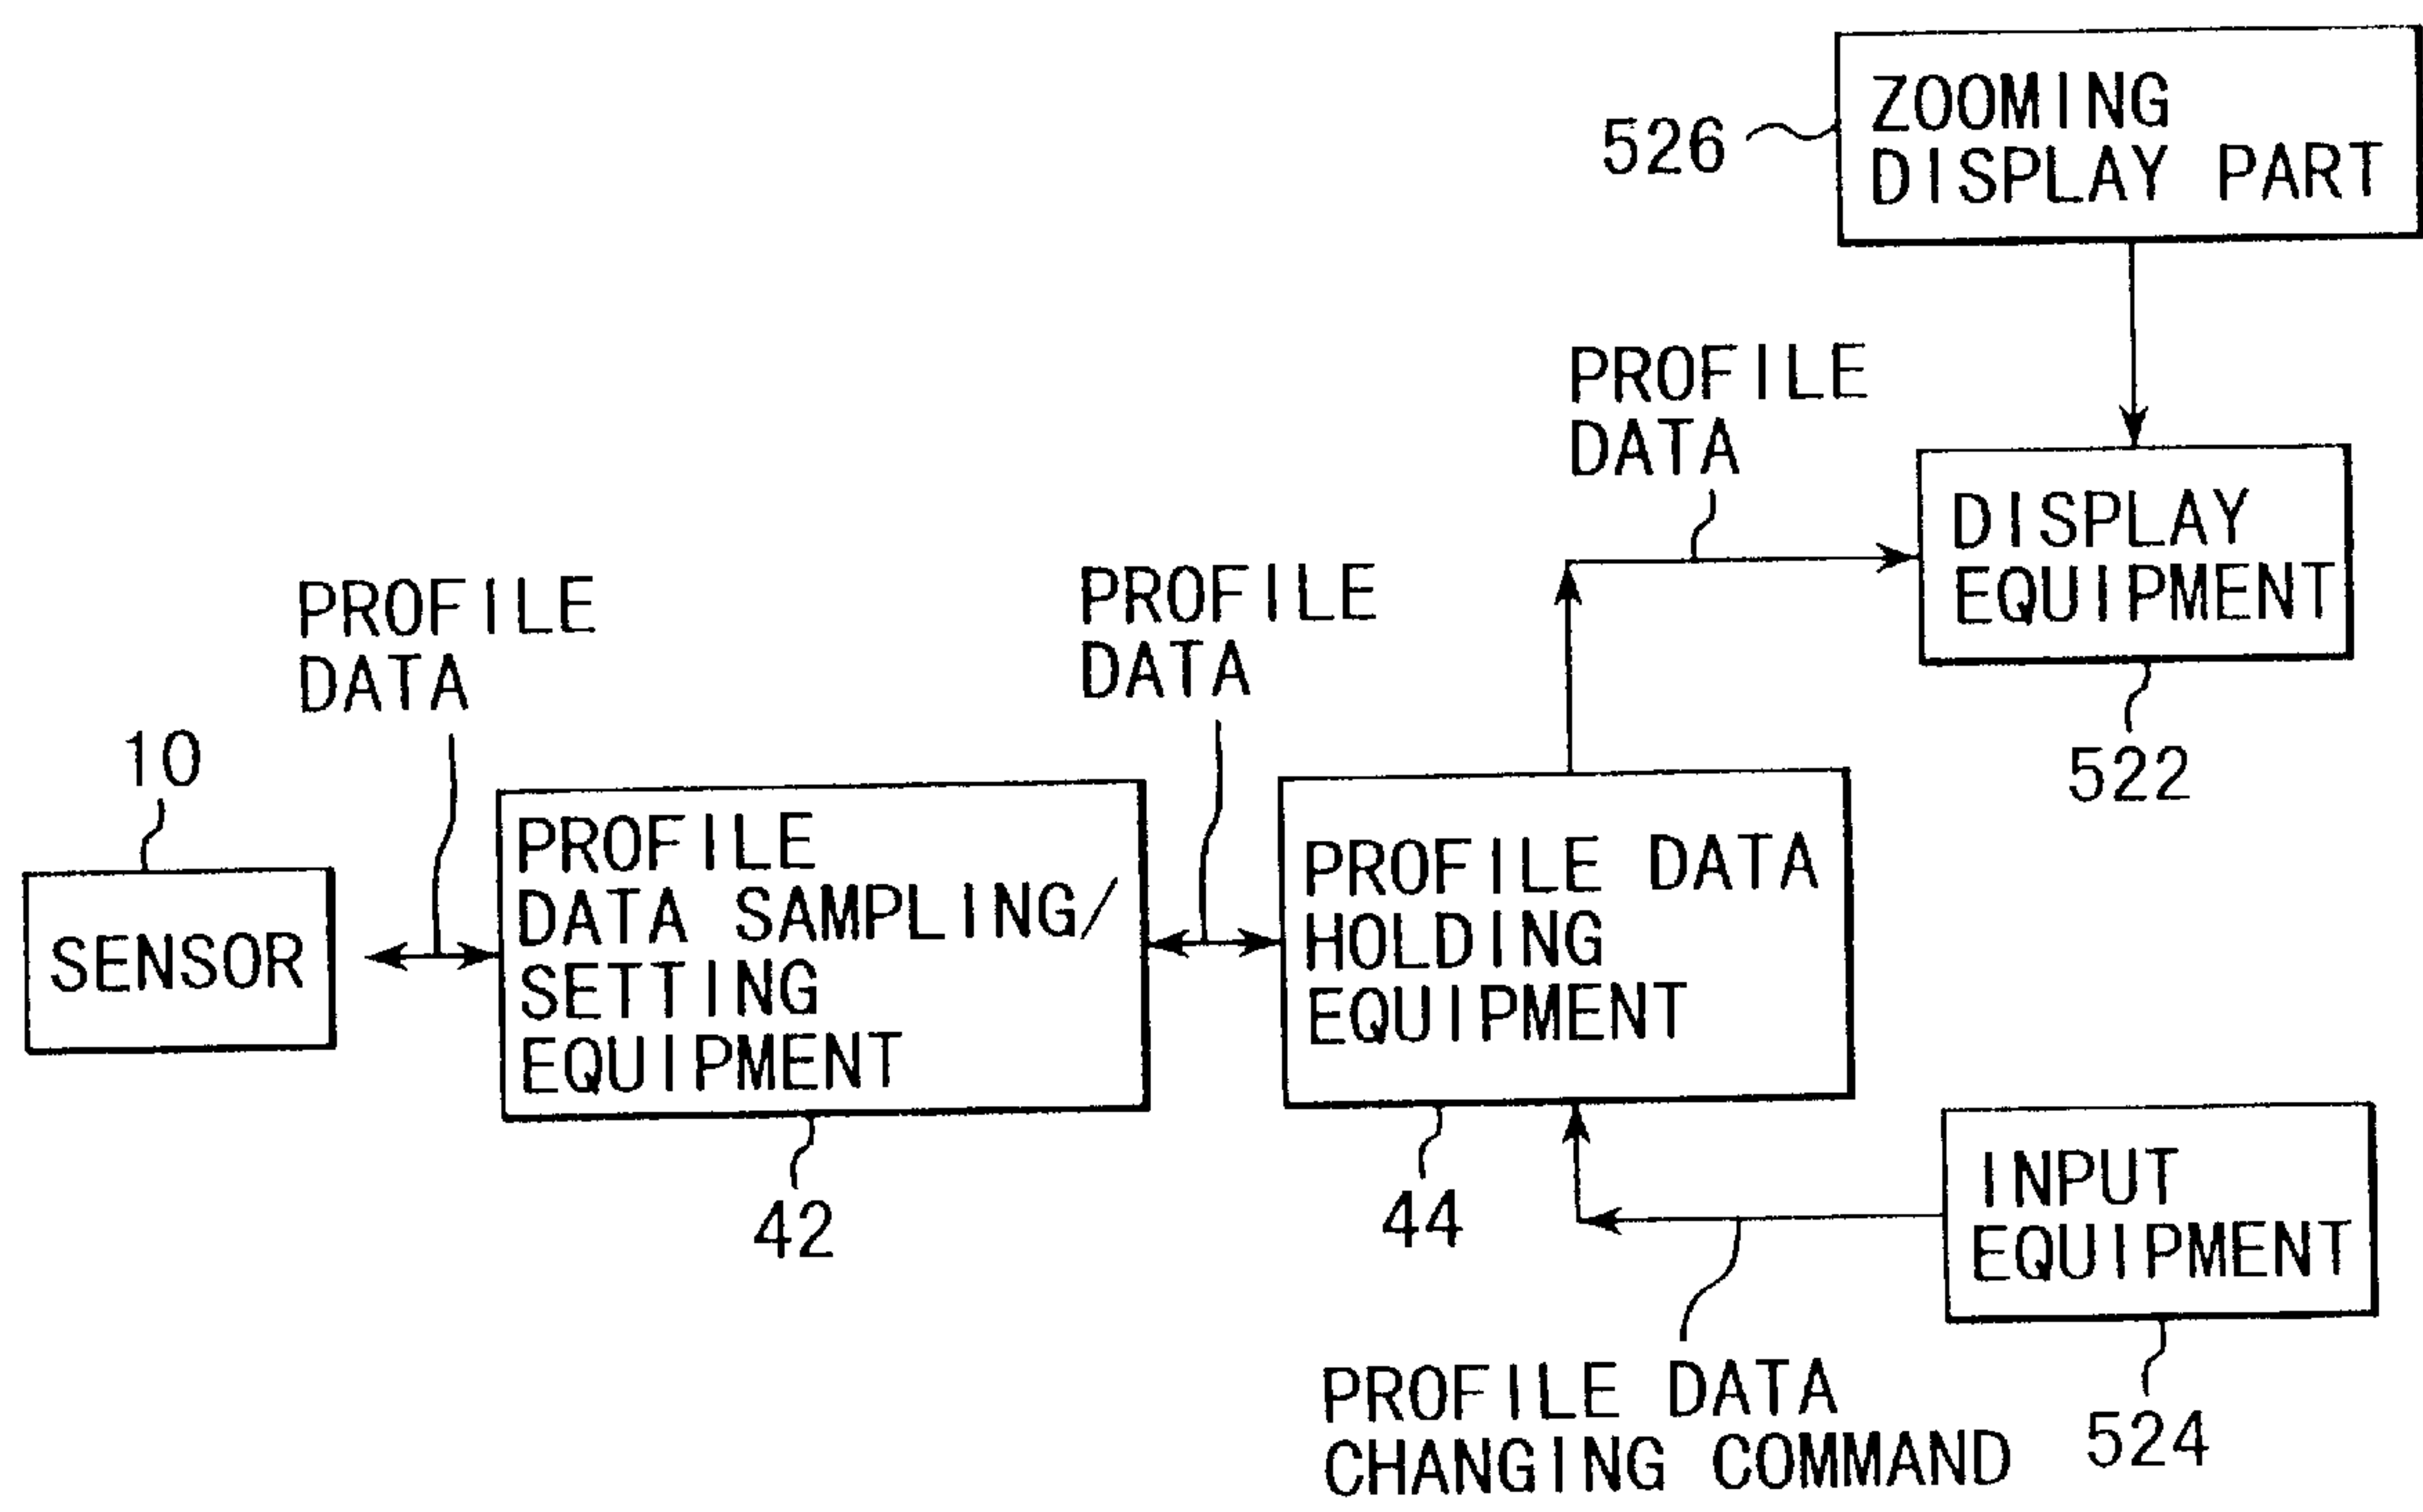 ZOOMING
DISPLAY PART
526
PROFILE
DATA
DISPLAY
EQUIPMENT
522
PROFILE
DATA
PROFILE
DATA
10
SENSOR
PROFILE
DATA SAMPLING/
SETTING
EQUIPMENT
42
PROFILE DATA
HOLDING
EQUIPMENT
44
INPUT
EQUIPMENT
524
PROFILE DATA
CHANGING COMMAND